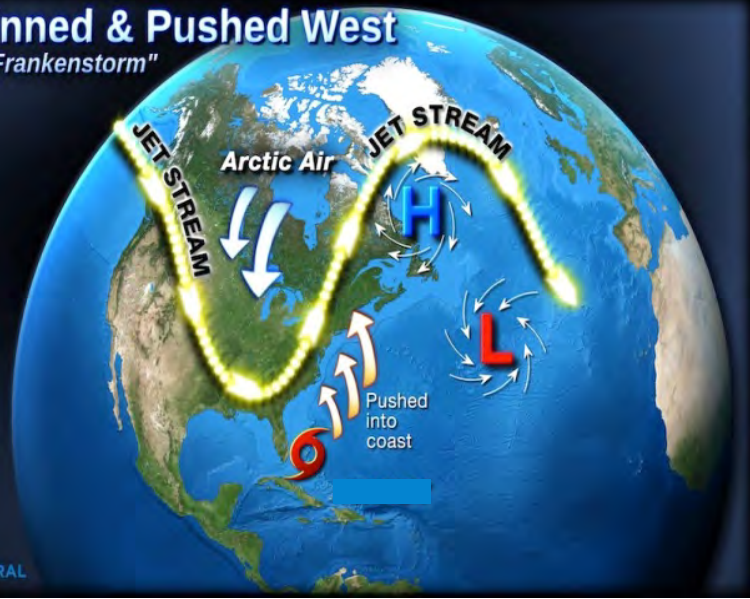 nned & Pushed West
Frankenstorm"
JET STREAM
JET STREAM
Arctic Air
H
L
Pushed
into
coast
RAL